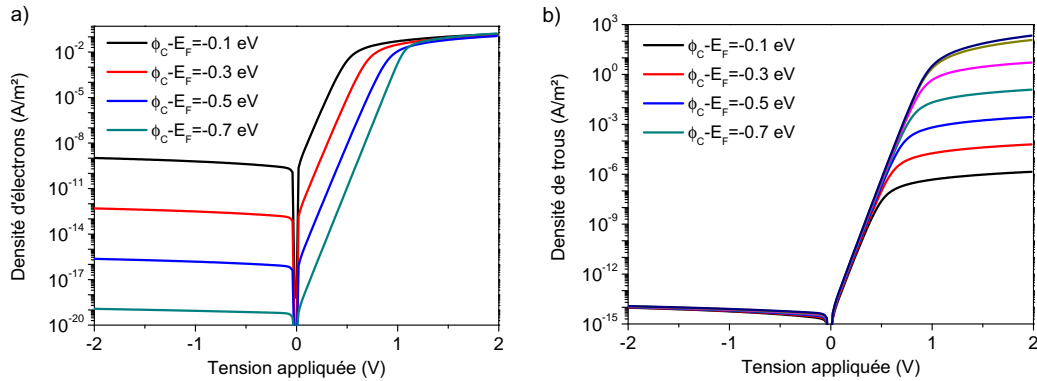 a)
Densité d'électrons (A/m²)
10⁻²
10⁻⁵
10⁻⁸
10⁻¹¹
10⁻¹⁴
10⁻¹⁷
10⁻²⁰
ϕC-EF=-0.1 eV
ϕC-EF=-0.3 eV
ϕC-EF=-0.5 eV
ϕC-EF=-0.7 eV
-2
-1
0
1
2
Tension appliquée (V)
b)
Densité de trous (A/m²)
10³
10⁰
10⁻³
10⁻⁶
10⁻⁹
10⁻¹²
10⁻¹⁵
ϕC-EF=-0.1 eV
ϕC-EF=-0.3 eV
ϕC-EF=-0.5 eV
ϕC-EF=-0.7 eV
-2
-1
0
1
2
Tension appliquée (V)